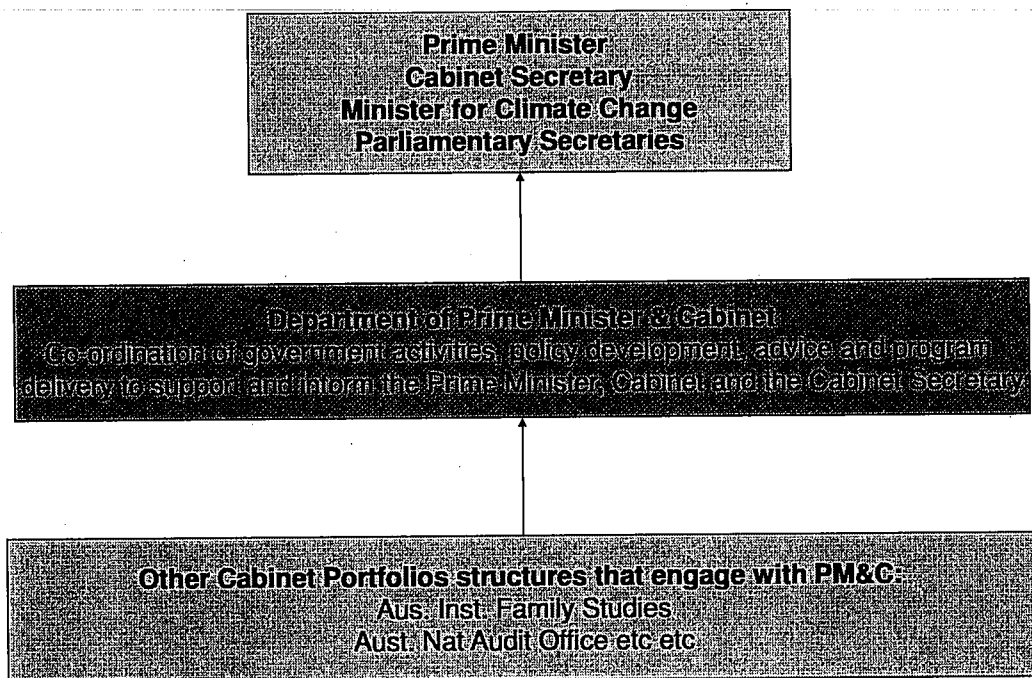 Prime Minister
Cabinet Secretary
Minister for Climate Change
Parliamentary Secretaries
Department of Prime Minister & Cabinet
Co-ordination of government activities, policy development, advice and program
delivery to support and inform the Prime Minister, Cabinet and the Cabinet Secretary.
Other Cabinet Portfolios structures that engage with PM&C:
Aus. Inst. Family Studies
Aust. Nat Audit Office etc etc